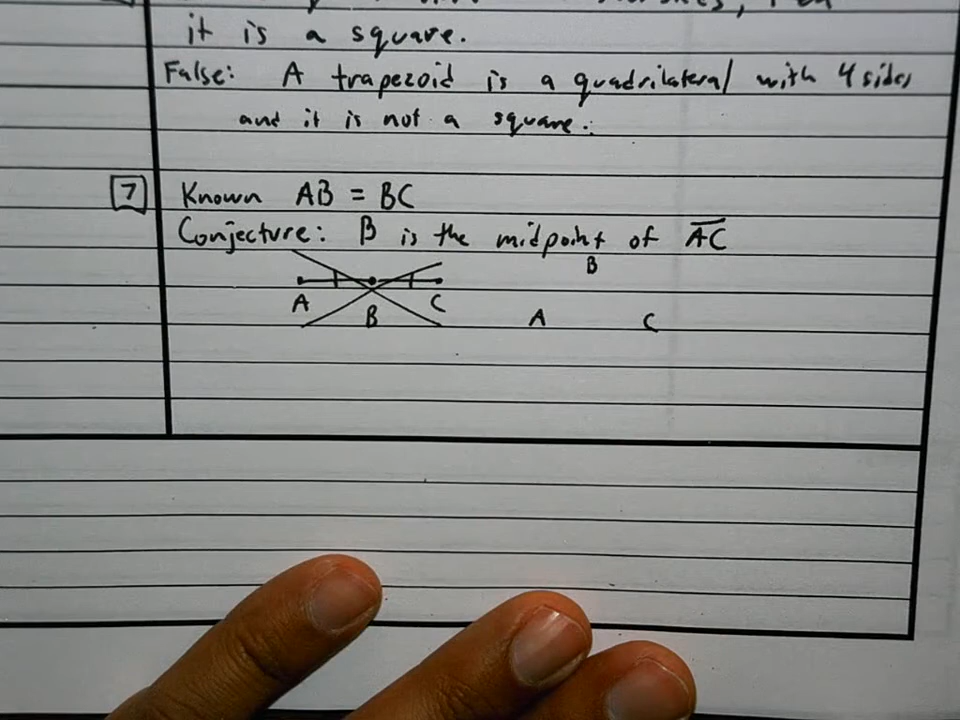 it is a square.
False: A trapezoid is a quadrilateral with 4 sides
and it is not a square.
7 Known AB = BC
Conjecture: B is the midpoint of AC
B
A B C
A C